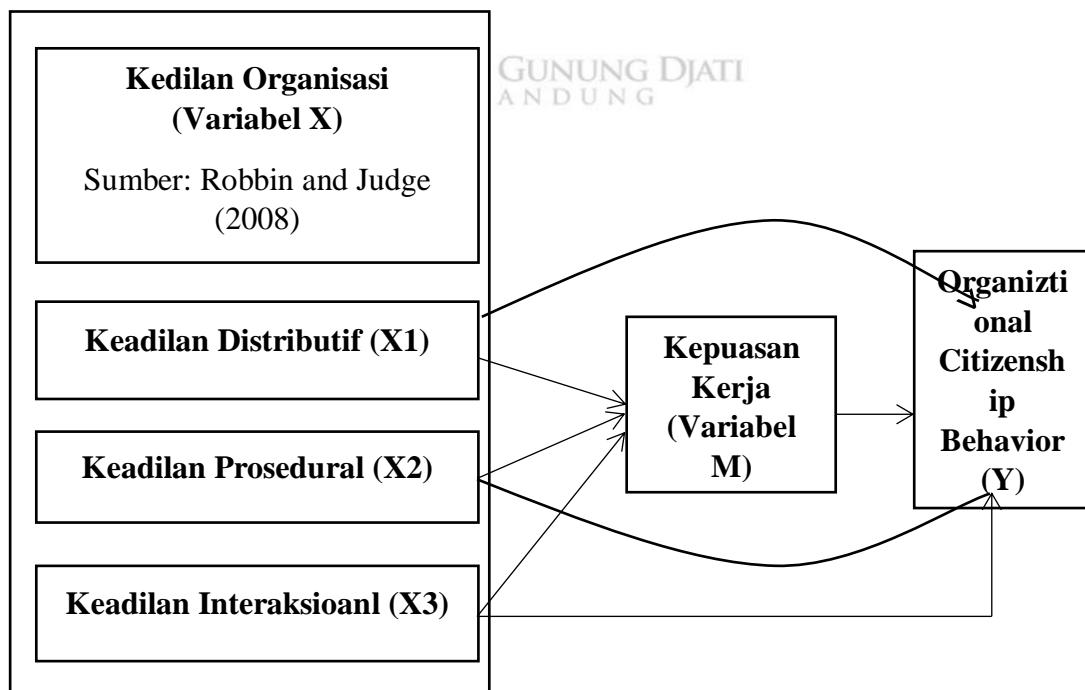 GUNUNG DJATI
ANDUNG
Kedilan Organisasi
(Variabel X)
Sumber: Robbin and Judge
(2008)
Keadilan Distributif (X1)
Keadilan Prosedural (X2)
Keadilan Interaksioanl (X3)
Kepuasan
Kerja
(Variabel
M)
Organizti
onal
Citizensh
ip
Behavior
(Y)